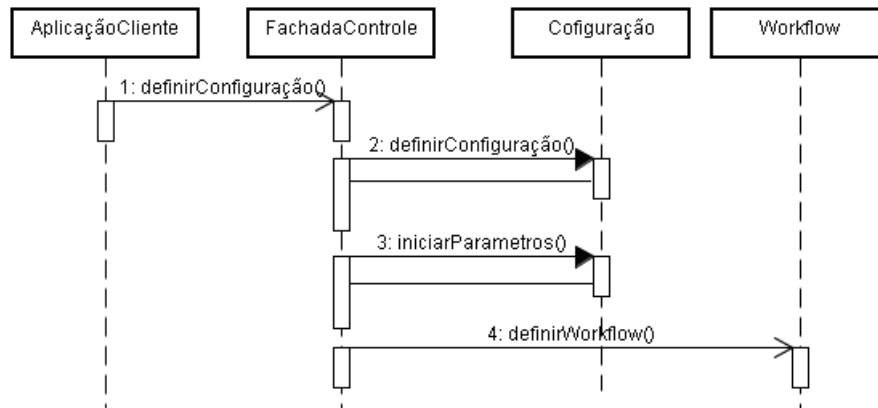 AplicaçãoCliente
FachadaControle
Cofiguração
Workflow
1: definirConfiguração()
2: definirConfiguração()
3: iniciarParametros()
4: definirWorkflow()